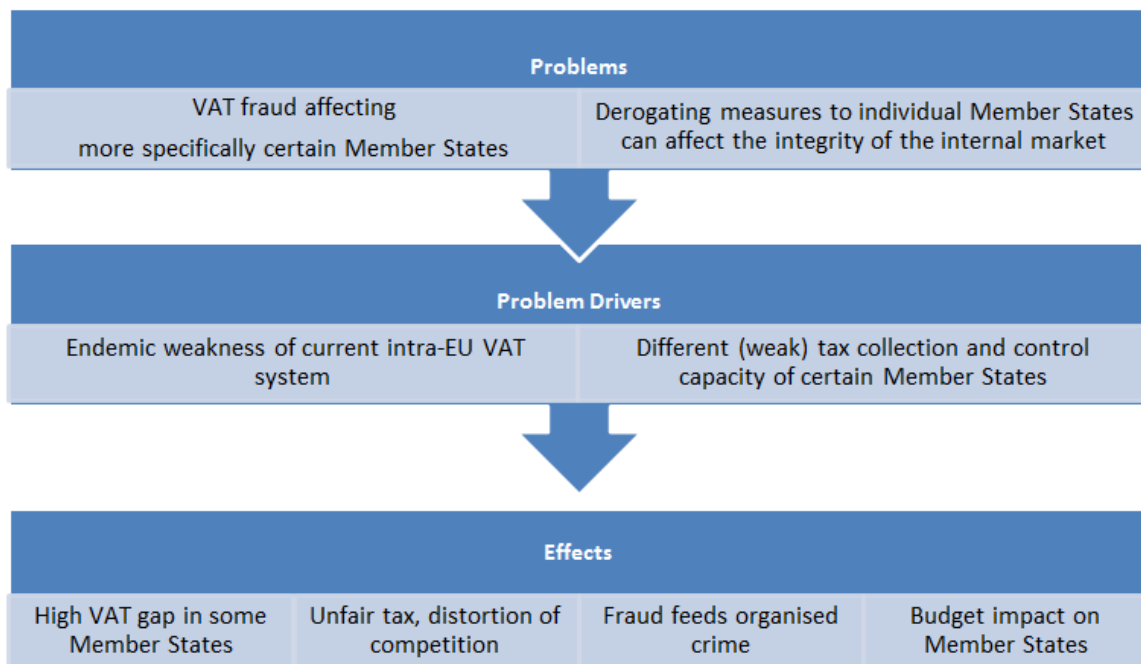 Problems
VAT fraud affecting
more specifically certain Member States
Derogating measures to individual Member States
can affect the integrity of the internal market
Problem Drivers
Endemic weakness of current intra-EU VAT
system
Different (weak) tax collection and control
capacity of certain Member States
Effects
High VAT gap in some
Member States
Unfair tax, distortion of
competition
Fraud feeds organised
crime
Budget impact on
Member States